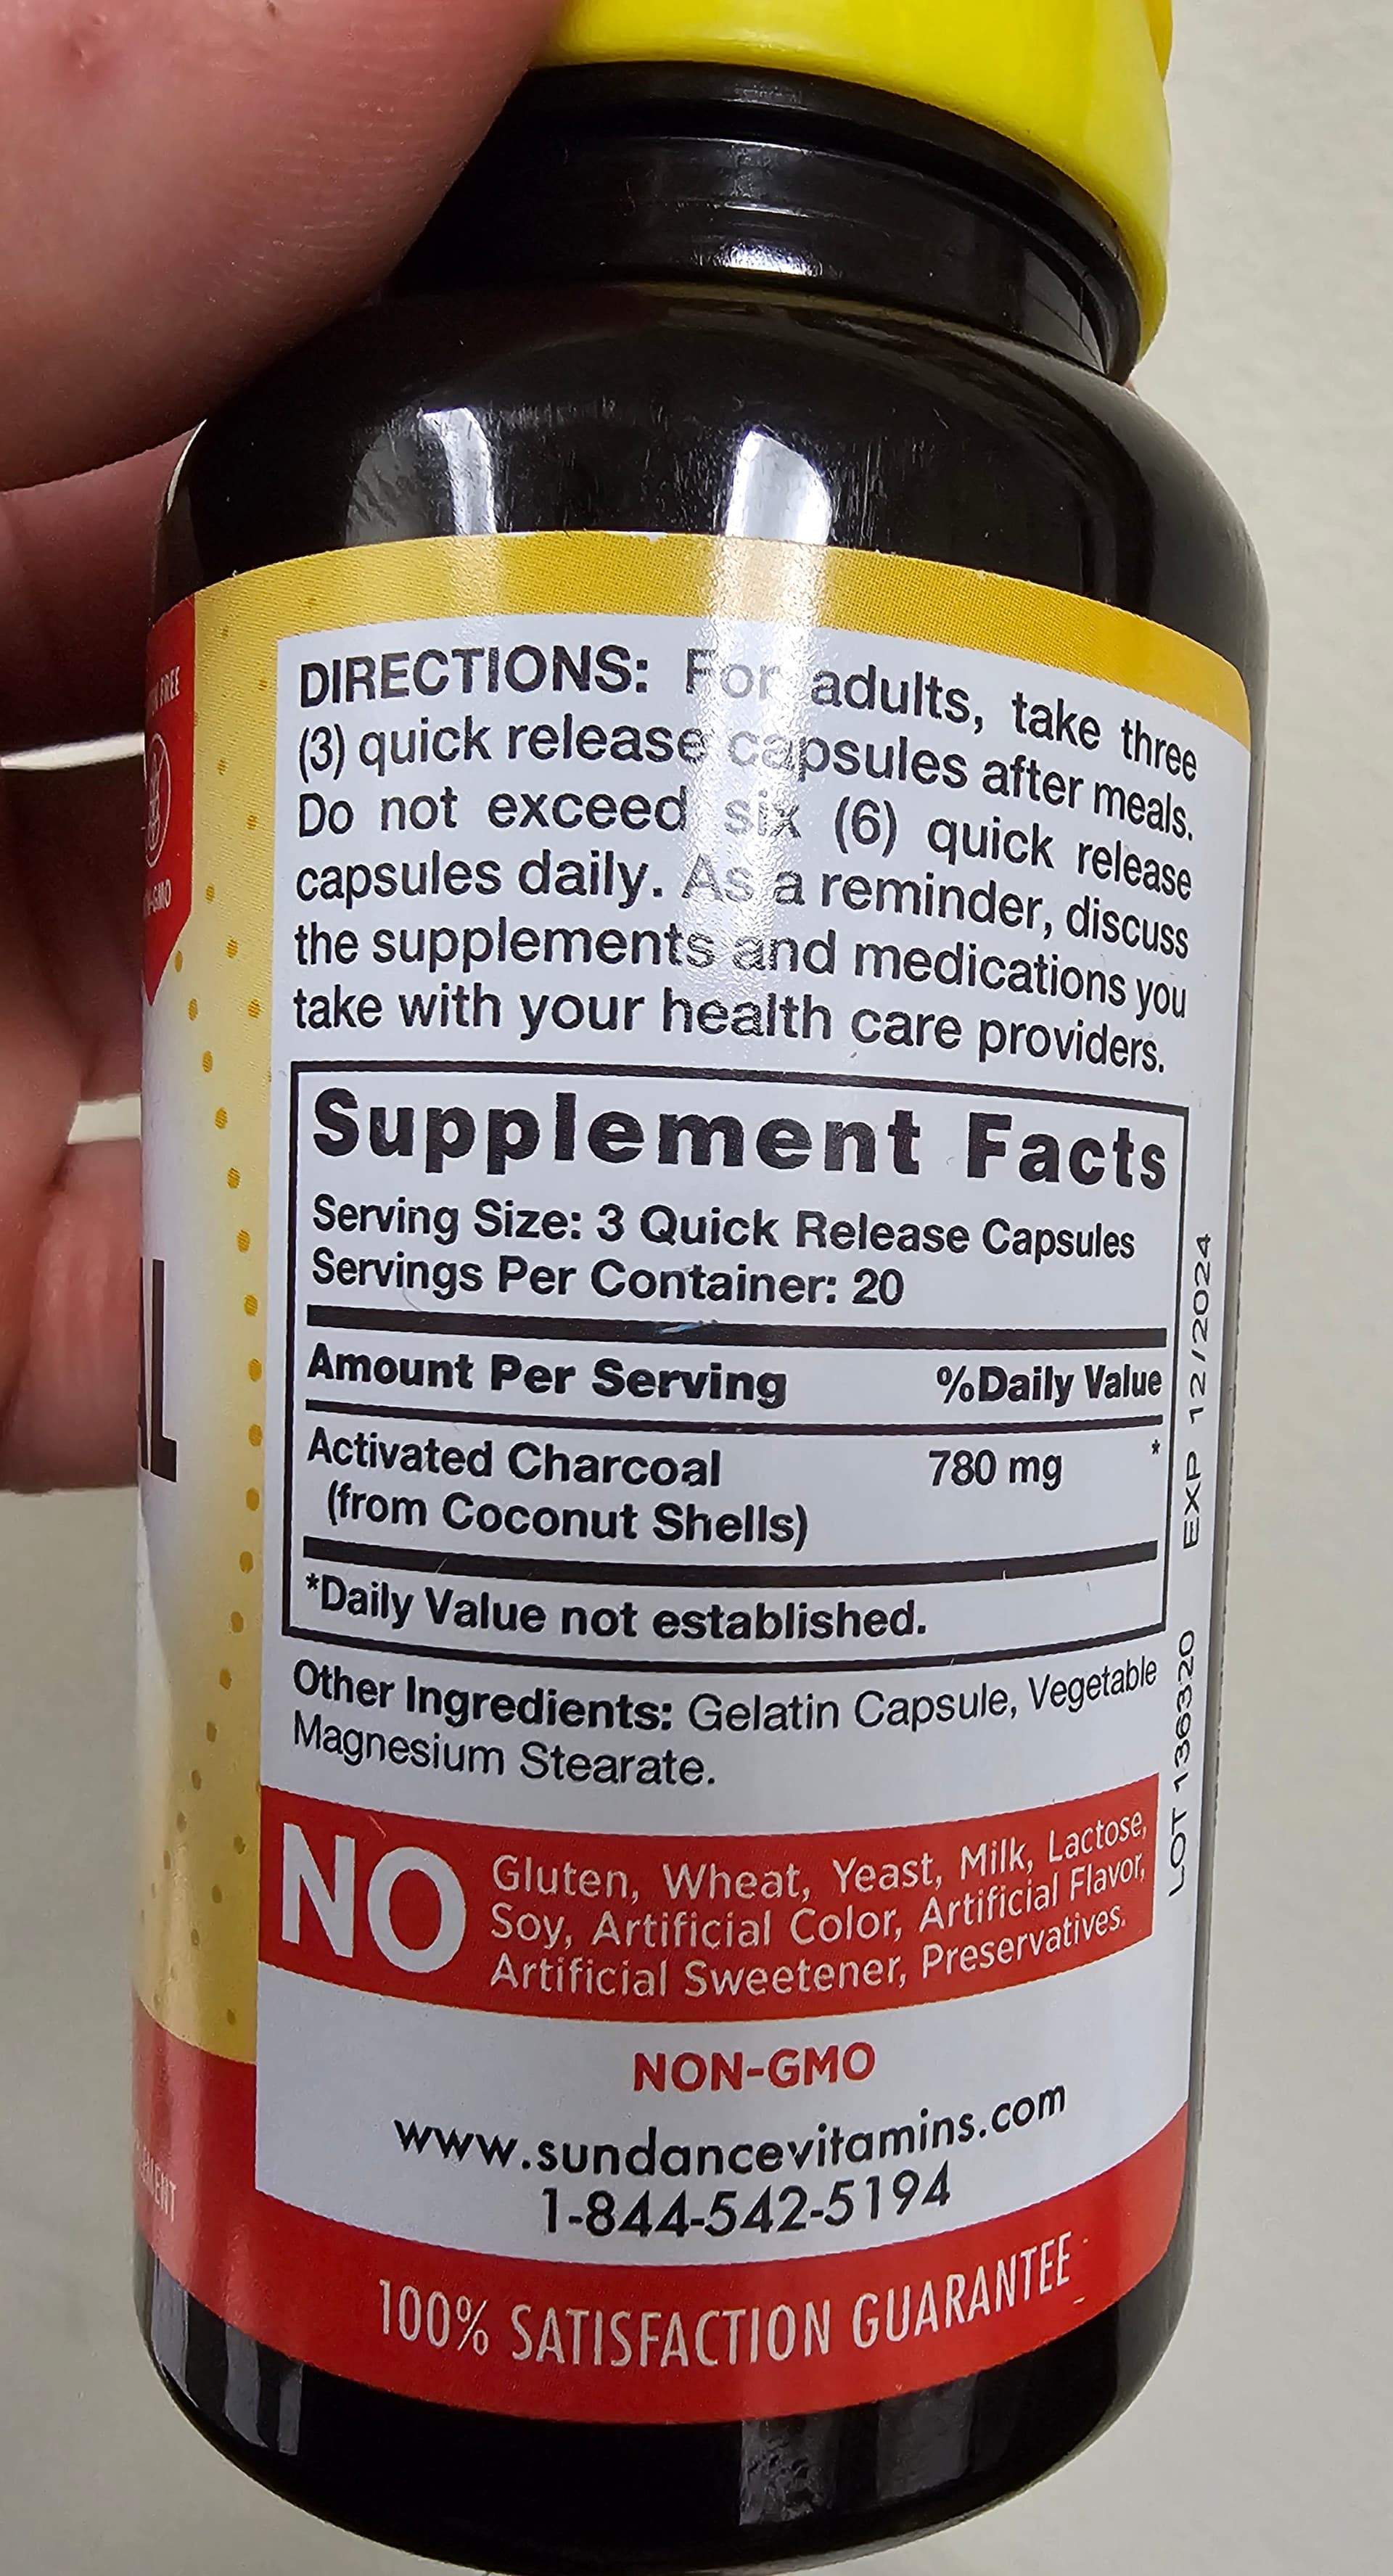 DIRECTIONS: For adults, take three
(3) quick release capsules after meals.
Do not exceed six (6) quick release
capsules daily. As a reminder, discuss
the supplements and medications you
take with your health care providers.
Supplement Facts
Serving Size: 3 Quick Release Capsules
Servings Per Container: 20
Amount Per Serving %Daily Value
Activated Charcoal 780 mg *
(from Coconut Shells)
*Daily Value not established.
Other Ingredients: Gelatin Capsule, Vegetable
Magnesium Stearate.
NO
Gluten, Wheat, Yeast, Milk, Lactose,
Soy, Artificial Color, Artificial Flavor,
Artificial Sweetener, Preservatives.
NON-GMO
www.sundancevitamins.com
1-844-542-5194
100% SATISFACTION GUARANTEE
LOT 136320 EXP 12/2024
FREE
AL